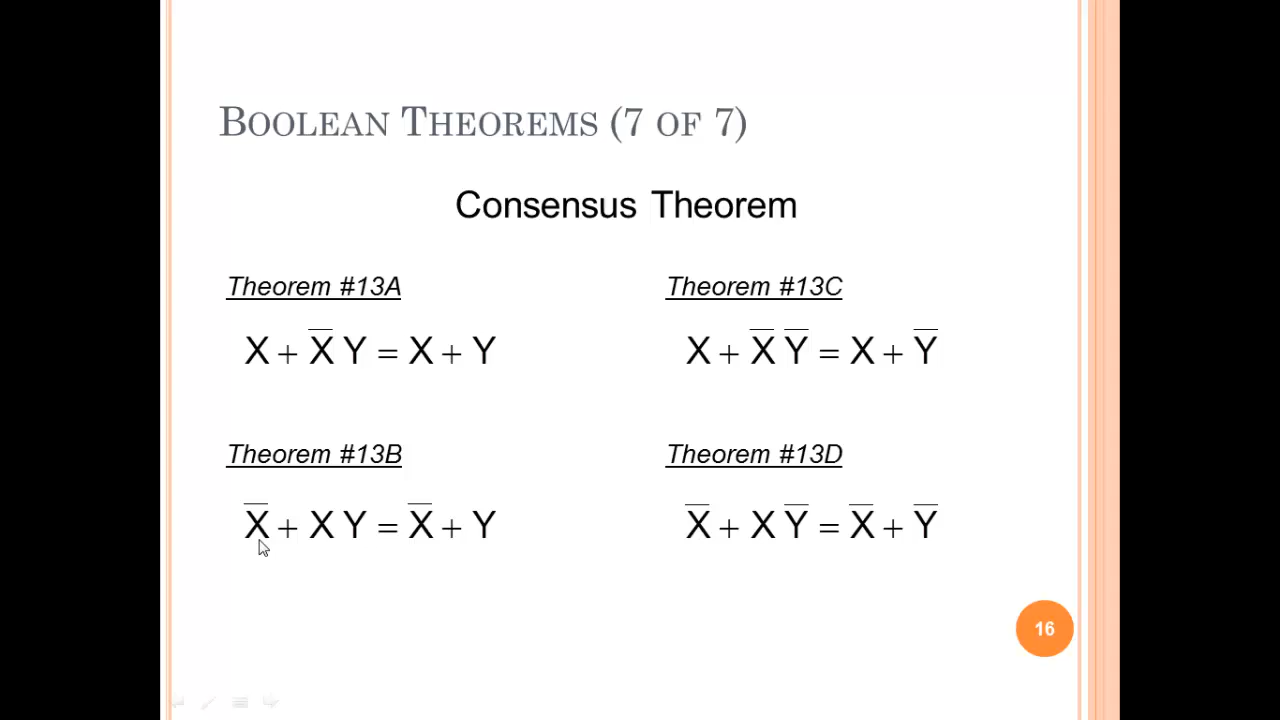 BOOLEAN THEOREMS (7 OF 7)
Consensus Theorem
Theorem #13A
X + X̅ Y = X + Y
Theorem #13B
X̅ + X Y = X̅ + Y
Theorem #13C
X + X̅ Y̅ = X + Y̅
Theorem #13D
X̅ + X Y̅ = X̅ + Y̅
16